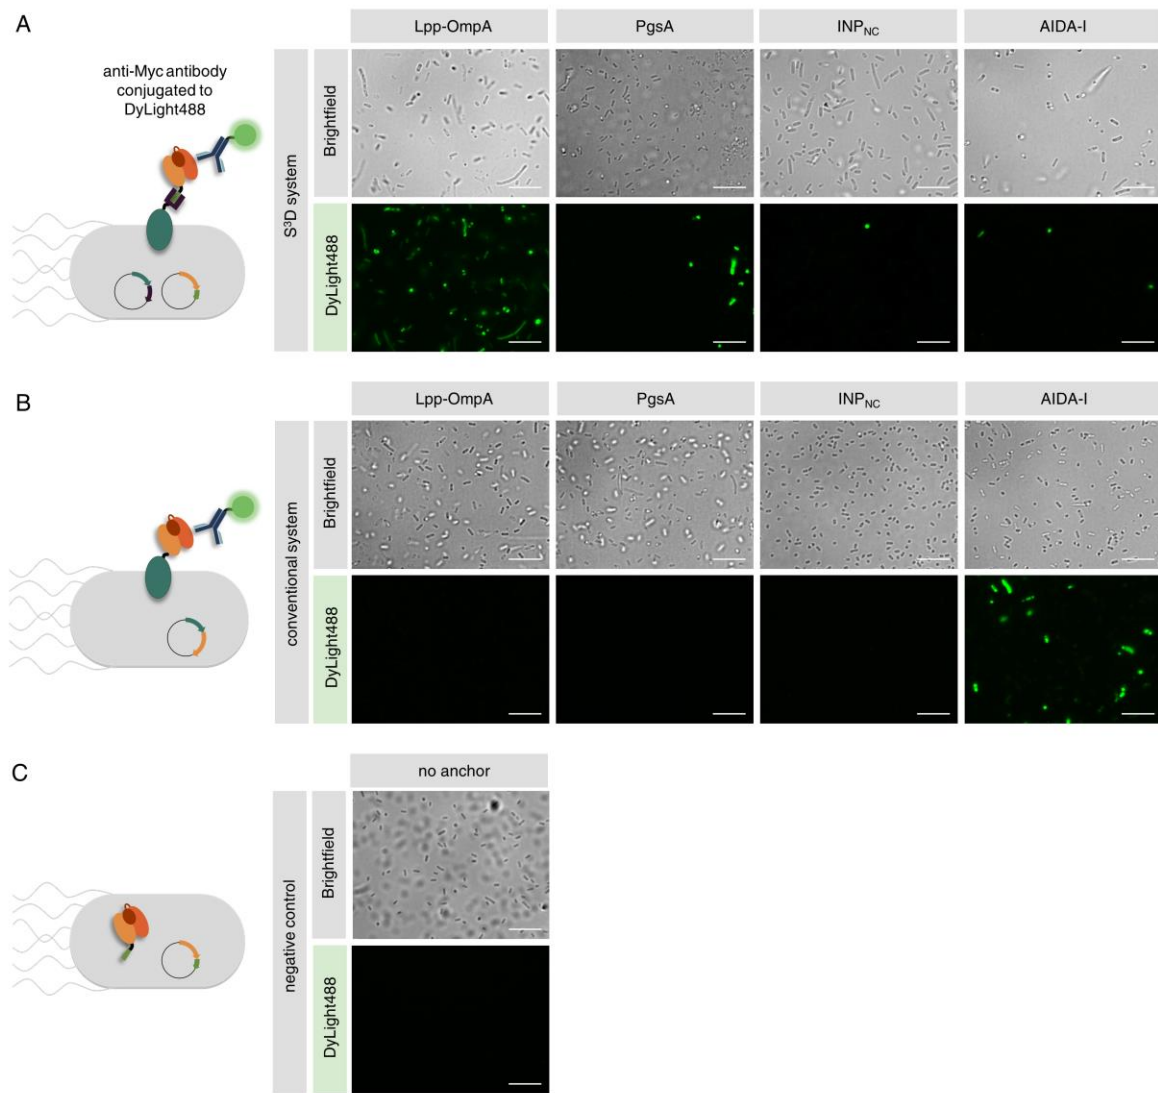 A
anti-Myc antibody
conjugated to
DyLight488
Lpp-OmpA
PgsA
INPNC
AIDA-I
S³D system
Brightfield
DyLight488
B
Lpp-OmpA
PgsA
INPNC
AIDA-I
conventional system
Brightfield
DyLight488
C
no anchor
negative control
Brightfield
DyLight488